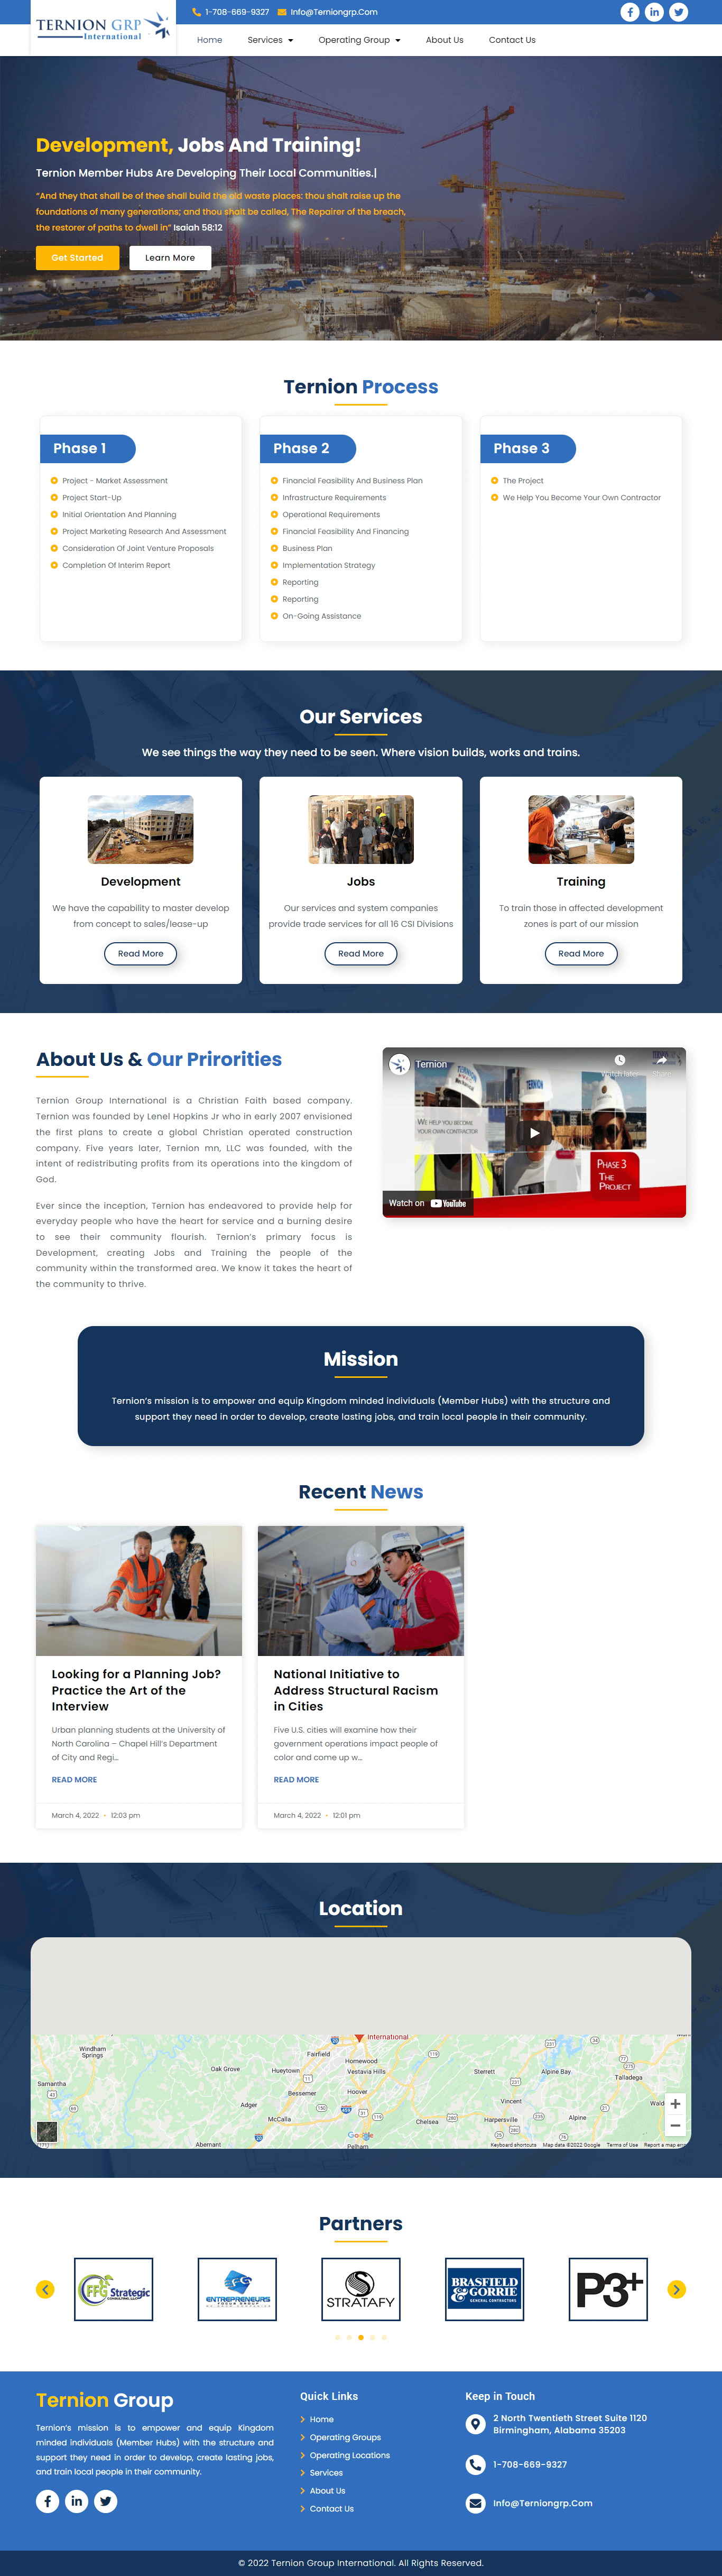 TERNION GRP
International
1-708-669-9327
Info@Terniongrp.Com
Home
Services
Operating Group
About Us
Contact Us
Development, Jobs And Training!
Ternion Member Hubs Are Developing Their Local Communities.|
"And they that shall be of thee shall build the old waste places: thou shalt raise up the
foundations of many generations; and thou shalt be called, The Repairer of the breach,
the restorer of paths to dwell in" Isaiah 58:12
Get Started
Learn More
Ternion Process
Phase 1
Project - Market Assessment
Project Start-Up
Initial Orientation And Planning
Project Marketing Research And Assessment
Consideration Of Joint Venture Proposals
Completion Of Interim Report
Phase 2
Financial Feasibility And Business Plan
Infrastructure Requirements
Operational Requirements
Financial Feasibility And Financing
Business Plan
Implementation Strategy
Reporting
Reporting
On-Going Assistance
Phase 3
The Project
We Help You Become Your Own Contractor
Our Services
We see things the way they need to be seen. Where vision builds, works and trains.
Development
We have the capability to master develop
from concept to sales/lease-up
Read More
Jobs
Our services and system companies
provide trade services for all 16 CSI Divisions
Read More
Training
To train those in affected development
zones is part of our mission
Read More
About Us & Our Prirorities
Ternion Group International is a Christian Faith based company.
Ternion was founded by Lenel Hopkins Jr who in early 2007 envisioned
the first plans to create a global Christian operated construction
company. Five years later, Ternion mn, LLC was founded, with the
intent of redistributing profits from its operations into the kingdom of
God.
Ever since the inception, Ternion has endeavored to provide help for
everyday people who have the heart for service and a burning desire
to see their community flourish. Ternion's primary focus is
Development, creating Jobs and Training the people of the
community within the transformed area. We know it takes the heart of
the community to thrive.
Ternion
Watch later
Share
TERNION
WE HELP YOU BECOME
YOUR OWN CONTRACTOR
PHASE 3
THE
PROJECT
Watch on YouTube
Mission
Ternion's mission is to empower and equip Kingdom minded individuals (Member Hubs) with the structure and
support they need in order to develop, create lasting jobs, and train local people in their community.
Recent News
Looking for a Planning Job?
Practice the Art of the
Interview
Urban planning students at the University of
North Carolina – Chapel Hill's Department
of City and Regi...
READ MORE
March 4, 2022 • 12:03 pm
National Initiative to
Address Structural Racism
in Cities
Five U.S. cities will examine how their
government operations impact people of
color and come up w...
READ MORE
March 4, 2022 • 12:01 pm
Location
International
Windham
Springs
Fairfield
Homewood
Oak Grove
Hueytown
Vestavia Hills
Sterrett
Alpine Bay
Talladega
Samantha
Bessemer
Hoover
Adger
Vincent
McCalla
Chelsea
Harpersville
Alpine
Abernant
Pelham
Google
Keyboard shortcuts
Map data ©2022 Google
Terms of Use
Report a map error
Partners
FFG Strategic
CONSULTING, LLC
EFG
ENTREPRENEURS
FOCUS GROUP
STRATAFY
BRASFIELD
& GORRIE
GENERAL CONTRACTORS
P3+
Ternion Group
Ternion's mission is to empower and equip Kingdom
minded individuals (Member Hubs) with the structure and
support they need in order to develop, create lasting jobs,
and train local people in their community.
Quick Links
Home
Operating Groups
Operating Locations
Services
About Us
Contact Us
Keep in Touch
2 North Twentieth Street Suite 1120
Birmingham, Alabama 35203
1-708-669-9327
Info@Terniongrp.Com
© 2022 Ternion Group International. All Rights Reserved.